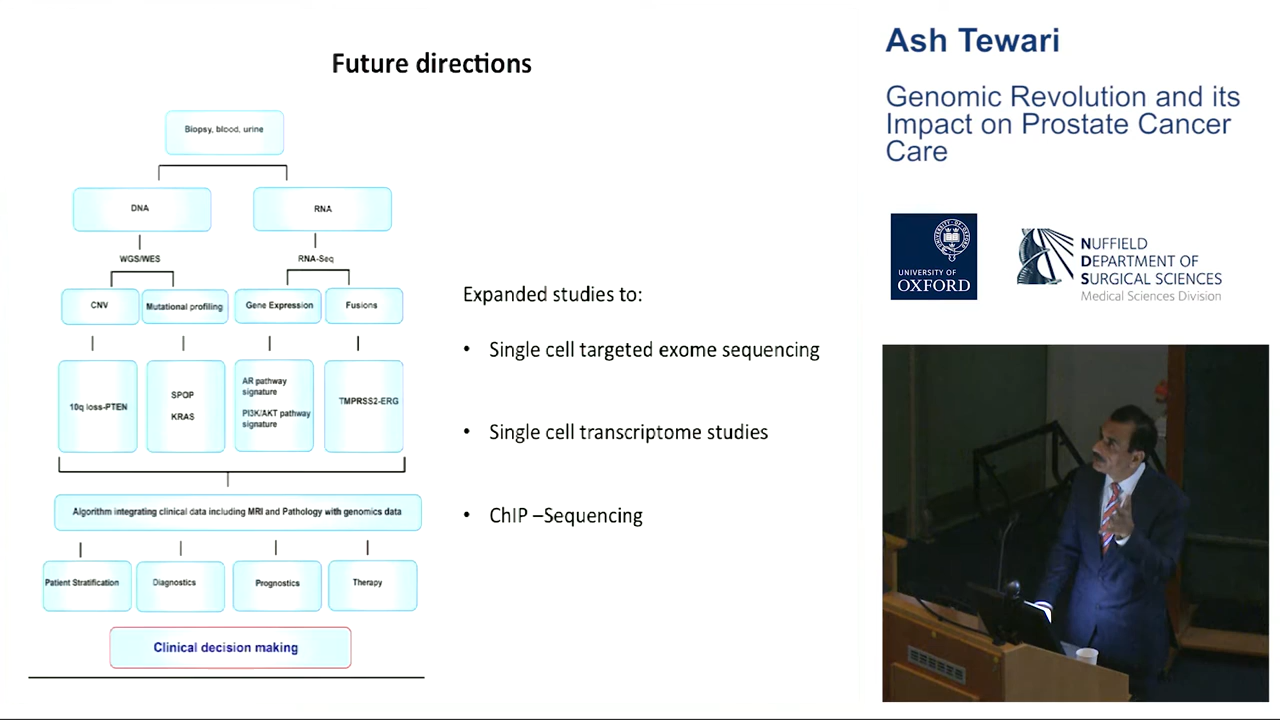 Future directions
Biopsy, blood, urine
DNA
RNA
WGS/WES
RNA-Seq
CNV
Mutational profiling
Gene Expression
Fusions
10q loss-PTEN
SPOP
KRAS
AR pathway
signature
PI3K/AKT pathway
signature
TMPRSS2-ERG
Algorithm integrating clinical data including MRI and Pathology with genomics data
Patient Stratification
Diagnostics
Prognostics
Therapy
Clinical decision making
Expanded studies to:
• Single cell targeted exome sequencing
• Single cell transcriptome studies
• ChIP –Sequencing
Ash Tewari
Genomic Revolution and its
Impact on Prostate Cancer
Care
UNIVERSITY OF
OXFORD
NUFFIELD
DEPARTMENT OF
SURGICAL SCIENCES
Medical Sciences Division